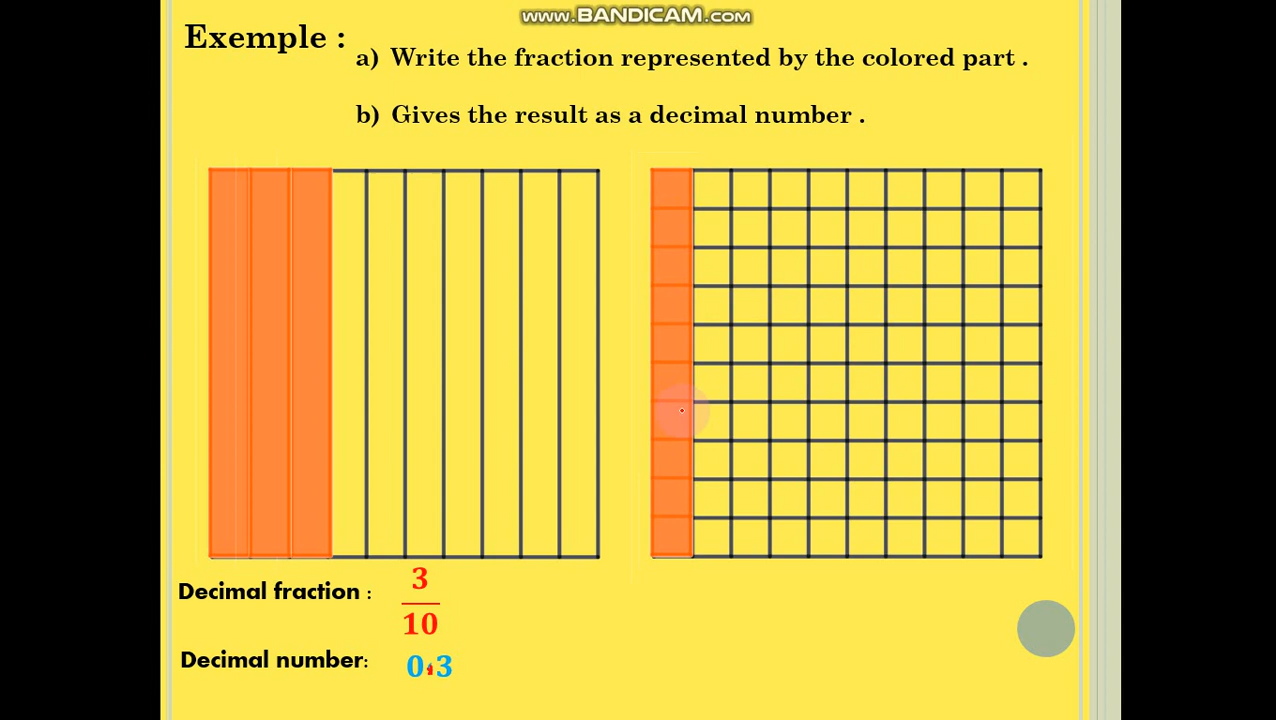 www.BANDICAM.com
Exemple :
a) Write the fraction represented by the colored part .
b) Gives the result as a decimal number .
Decimal fraction :
3
10
Decimal number:
0.3